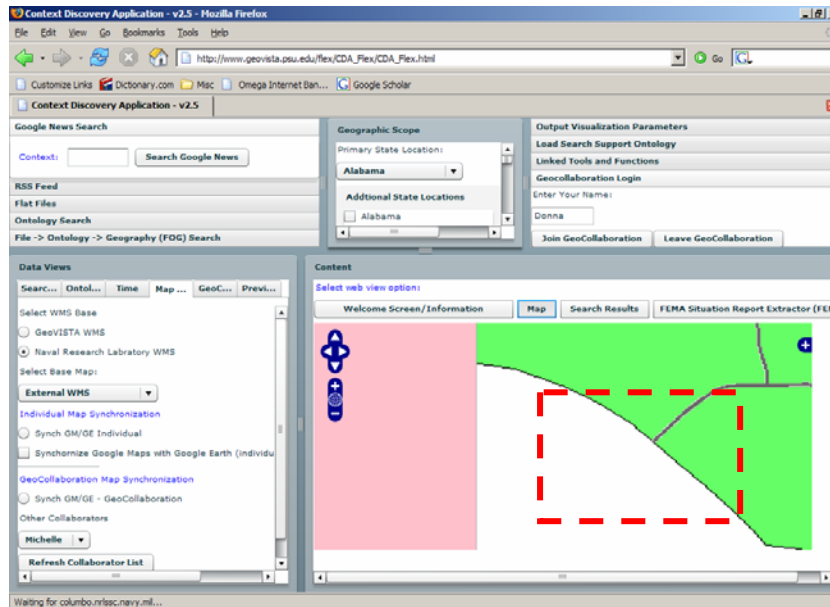 Context Discovery Application - v2.5 - Mozilla Firefox
File Edit View Go Bookmarks Tools Help
http://www.geovista.psu.edu/flex/CDA_Flex/CDA_Flex.html
Go
Customize Links Dictionary.com Misc Omega Internet Ban... Google Scholar
Context Discovery Application - v2.5
Google News Search
Context:
Search Google News
RSS Feed
Flat Files
Ontology Search
File -> Ontology -> Geography (FOG) Search
Geographic Scope
Primary State Location:
Alabama
Addtional State Locations
Alabama
Output Visualization Parameters
Load Search Support Ontology
Linked Tools and Functions
Geocollaboration Login
Enter Your Name:
Donna
Join GeoCollaboration Leave GeoCollaboration
Data Views
Searc... Ontol... Time Map ... GeoC... Previ...
Select WMS Base
GeoVISTA WMS
Naval Research Labratory WMS
Select Base Map:
External WMS
Individual Map Synchronization
Synch GM/GE Individual
Synchornize Google Maps with Google Earth (individu
GeoCollaboration Map Synchronization
Synch GM/GE - GeoCollaboration
Other Collaborators
Michelle
Refresh Collaborator List
Content
Select web view option:
Welcome Screen/Information Map Search Results FEMA Situation Report Extractor (FE
Waiting for columbo.nrlssc.navy.mil...